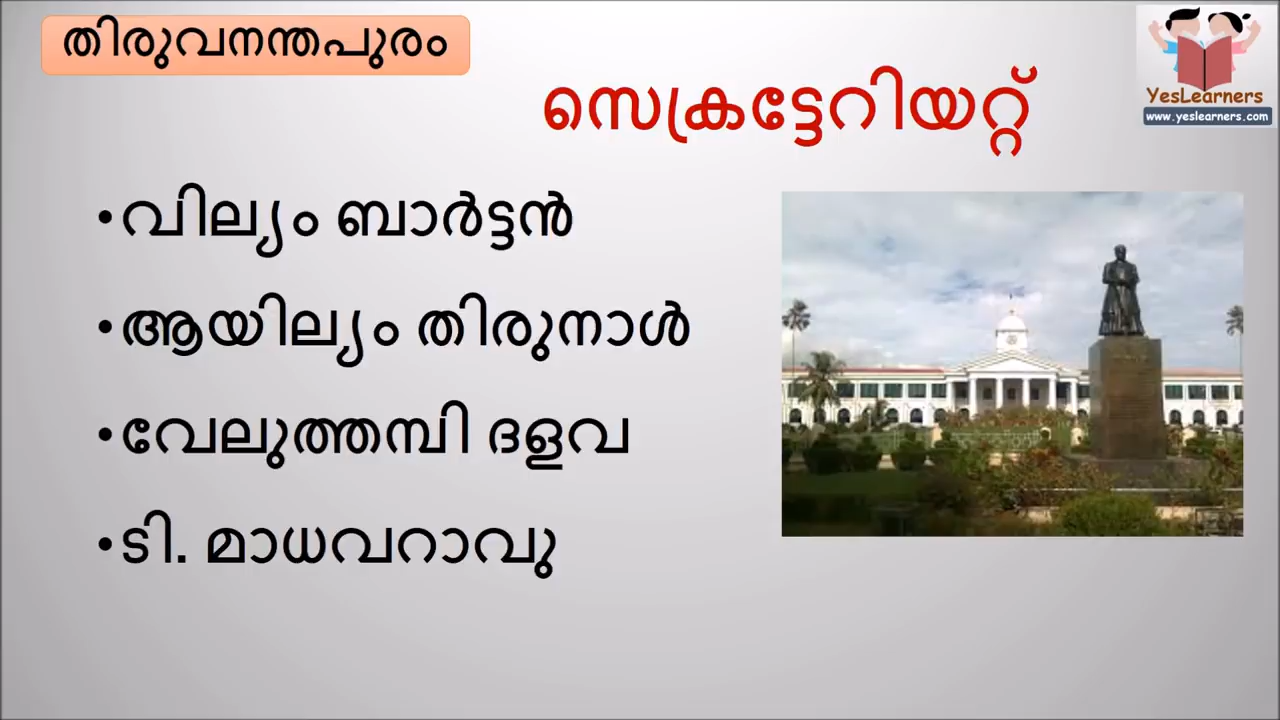 തിരുവനന്തപുരം
സെക്രട്ടേറിയറ്റ്
YesLearners
www.yeslearners.com
•വില്യം ബാർട്ടൻ
•ആയില്യം തിരുനാൾ
•വേലുത്തമ്പി ദളവ
•ടി. മാധവറാവു